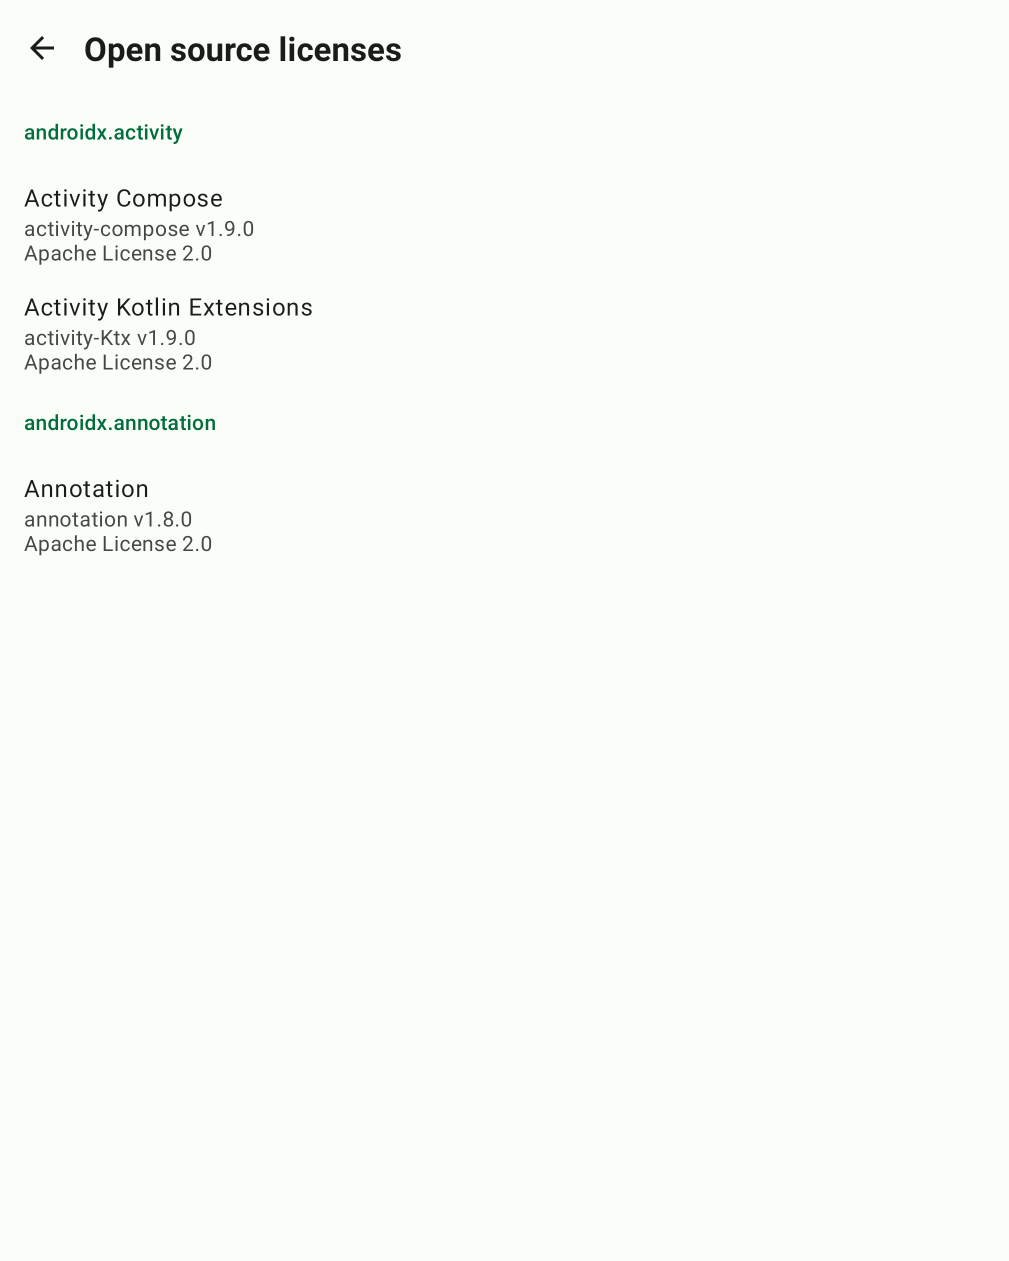 Open source licenses
androidx.activity
Activity Compose
activity-compose v1.9.0
Apache License 2.0
Activity Kotlin Extensions
activity-Ktx v1.9.0
Apache License 2.0
androidx.annotation
Annotation
annotation v1.8.0
Apache License 2.0